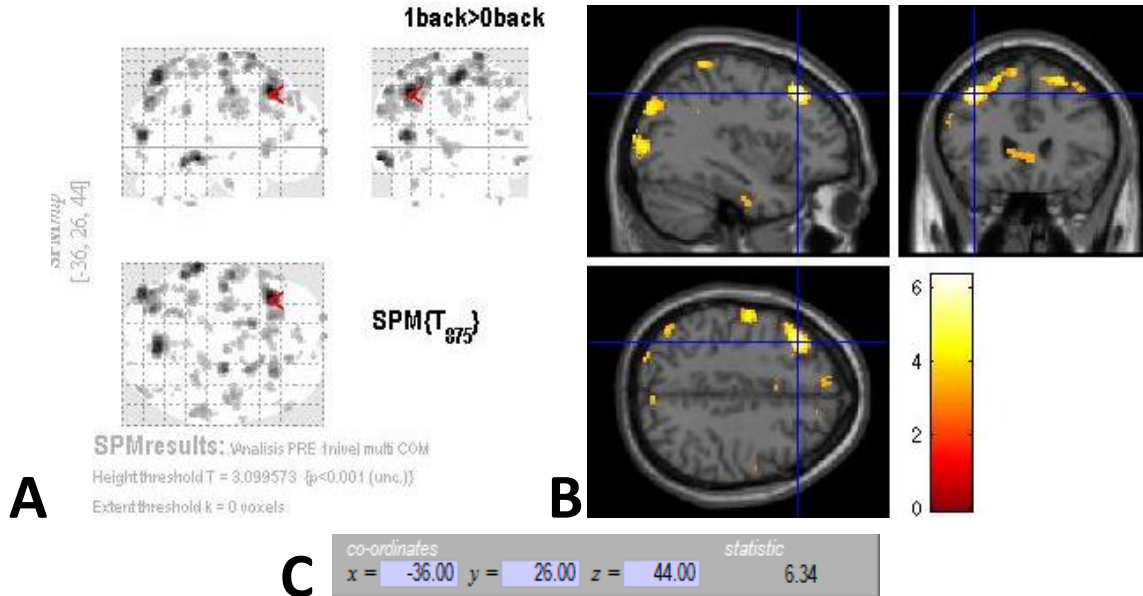 1back>0back
SPMmip
[-36, 26, 44]
SPM{T875}
SPMresults: .\Analisis PRE 1nivel multi COM
Height threshold T = 3.099573 {p<0.001 (unc.)}
Extent threshold k = 0 voxels
A
6
4
2
0
B
C
co-ordinates statistic
x = -36.00 y = 26.00 z = 44.00 6.34